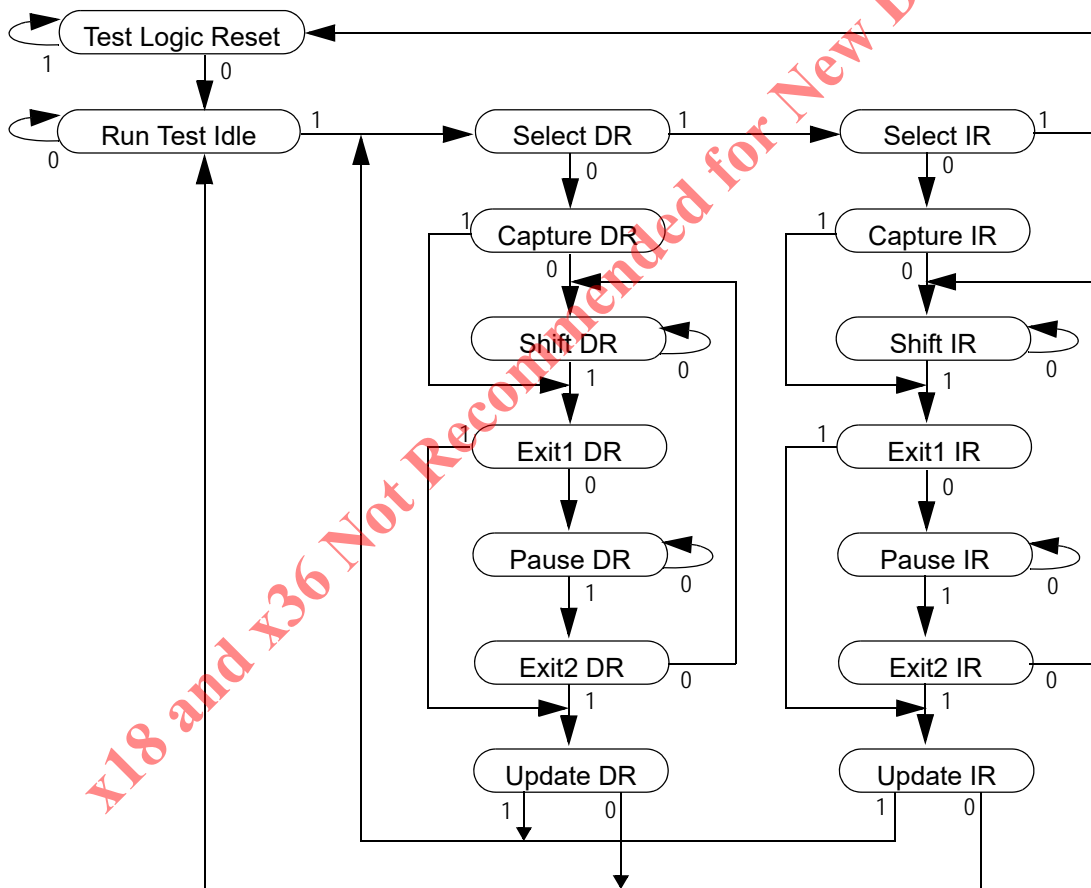 Test Logic Reset
1
0
Run Test Idle
1
0
Select DR
1
0
Select IR
1
0
Capture DR
1
0
Capture IR
1
0
Shift DR
0
1
Shift IR
0
1
Exit1 DR
1
0
Exit1 IR
1
0
Pause DR
0
1
Pause IR
0
1
Exit2 DR
0
1
Exit2 IR
0
1
Update DR
1
0
Update IR
1
0
x18 and x36 Not Recommended for New